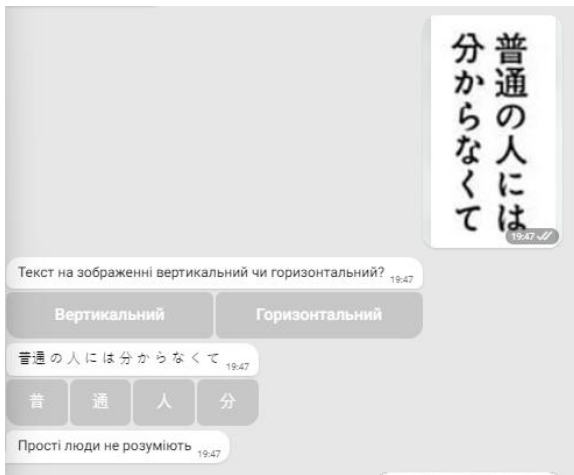 普通の人には
分からなくて
19:47
Текст на зображенні вертикальний чи горизонтальний? 19:47
Вертикальний Горизонтальний
普通の人には分からなくて 19:47
普 通 人 分
Прості люди не розуміють 19:47